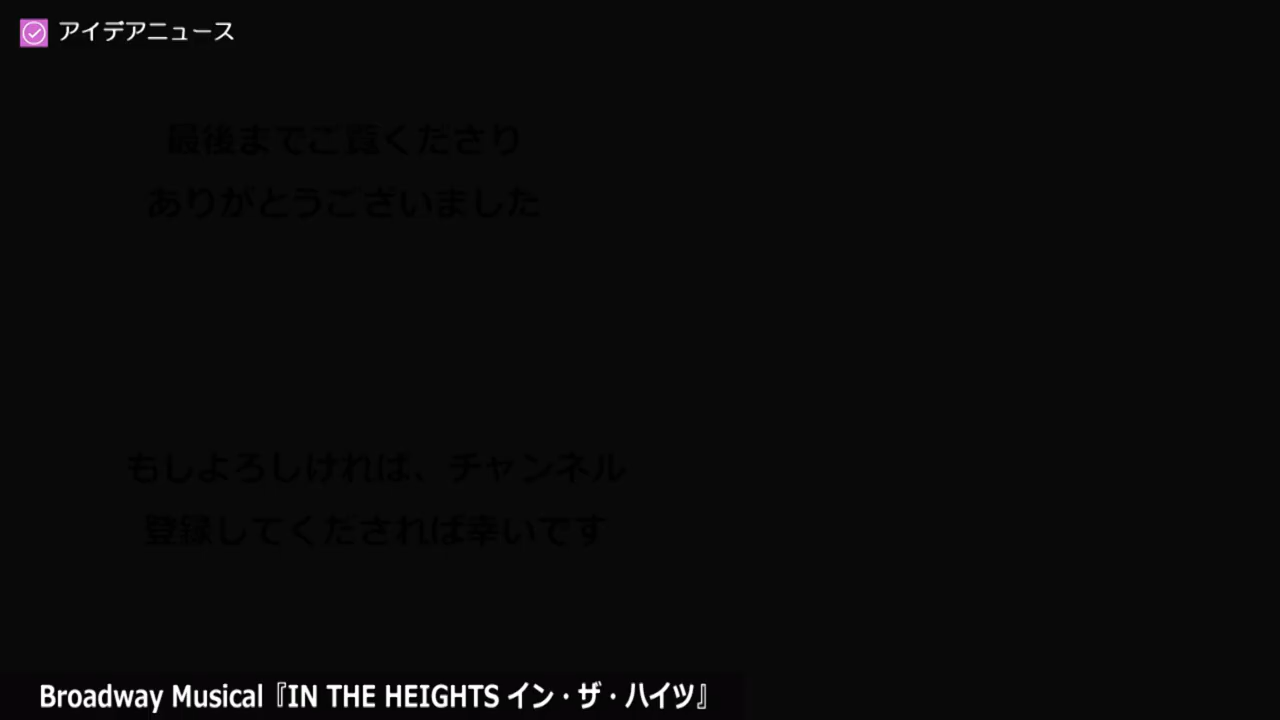 アイデアニュース
最後までご覧くださり
ありがとうございました
もしよろしければ、チャンネル
登録してくだされば幸いです
Broadway Musical『IN THE HEIGHTS イン・ザ・ハイツ』